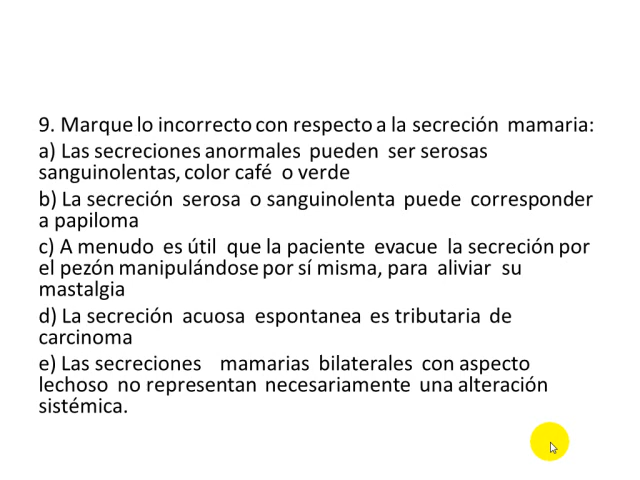 9. Marque lo incorrecto con respecto a la secreción mamaria:
a) Las secreciones anormales pueden ser serosas
sanguinolentas, color café o verde
b) La secreción serosa o sanguinolenta puede corresponder
a papiloma
c) A menudo es útil que la paciente evacue la secreción por
el pezón manipulándose por sí misma, para aliviar su
mastalgia
d) La secreción acuosa espontanea es tributaria de
carcinoma
e) Las secreciones mamarias bilaterales con aspecto
lechoso no representan necesariamente una alteración
sistémica.